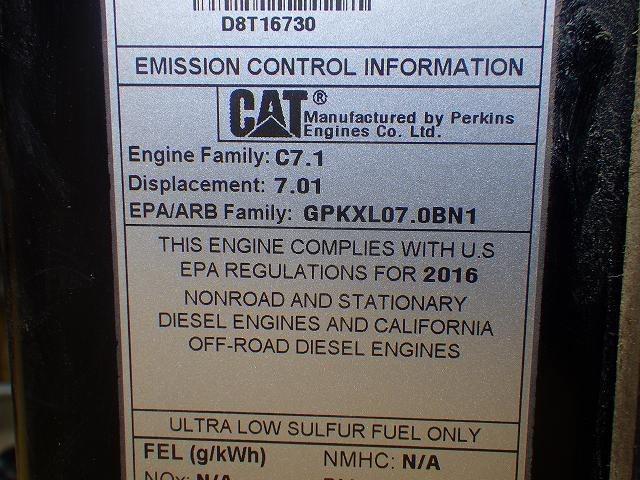 D8T16730
EMISSION CONTROL INFORMATION
CAT® Manufactured by Perkins
Engines Co. Ltd.
Engine Family: C7.1
Displacement: 7.01
EPA/ARB Family: GPKXL07.0BN1
THIS ENGINE COMPLIES WITH U.S
EPA REGULATIONS FOR 2016
NONROAD AND STATIONARY
DIESEL ENGINES AND CALIFORNIA
OFF-ROAD DIESEL ENGINES
ULTRA LOW SULFUR FUEL ONLY
FEL (g/kWh) NMHC: N/A
NOx: N/A